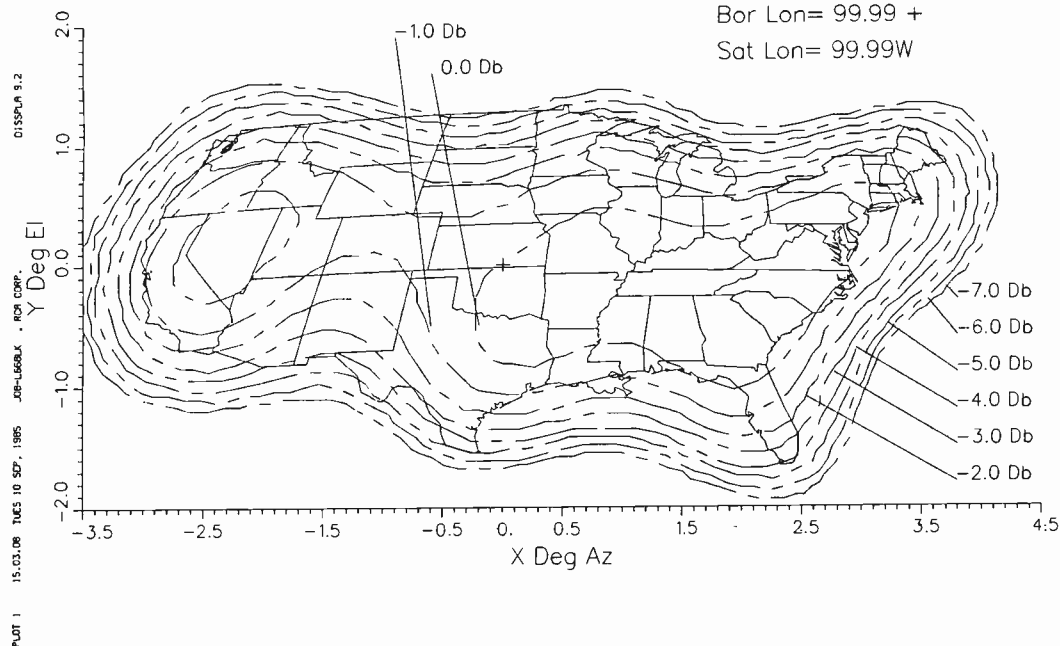 Bor Lon= 99.99 +
Sat Lon= 99.99W
-1.0 Db
0.0 Db
2.0
1.0
0.0
-1.0
-2.0
Y Deg El
-7.0 Db
-6.0 Db
-5.0 Db
-4.0 Db
-3.0 Db
-2.0 Db
-3.5
-2.5
-1.5
-0.5
0.
0.5
1.5
2.5
3.5
4:5
X Deg Az
PLOT 1 15.03.08 TUES 10 SEP, 1985 JOB-L668LK , RCA CORP. DISSPLA 9.2